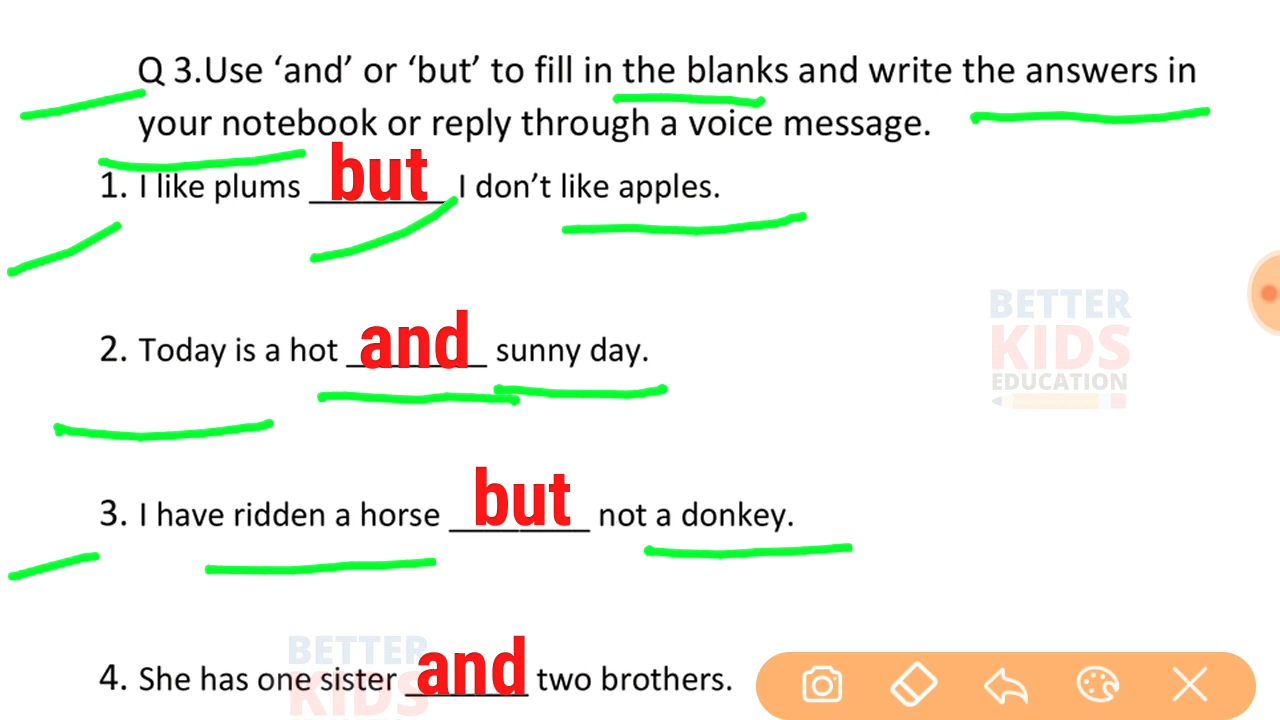 Q 3.Use ‘and’ or ‘but’ to fill in the blanks and write the answers in
your notebook or reply through a voice message.
1. I like plums but I don’t like apples.
2. Today is a hot and sunny day.
3. I have ridden a horse but not a donkey.
4. She has one sister and two brothers.
BETTER
KIDS
EDUCATION
BETTER
KIDS